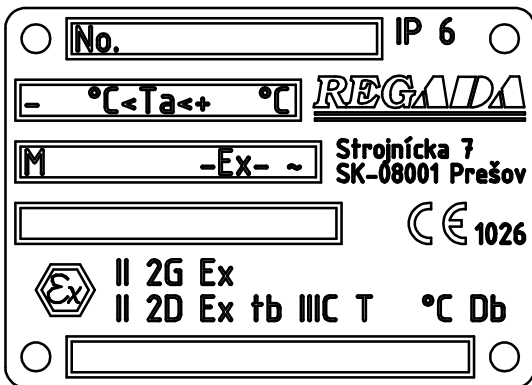 No. IP 6
- °C<Ta<+ °C REGADA
M -Ex- ~ Strojnícka 7
SK-08001 Prešov
CE 1026
Ex II 2G Ex
II 2D Ex tb IIIC T °C Db